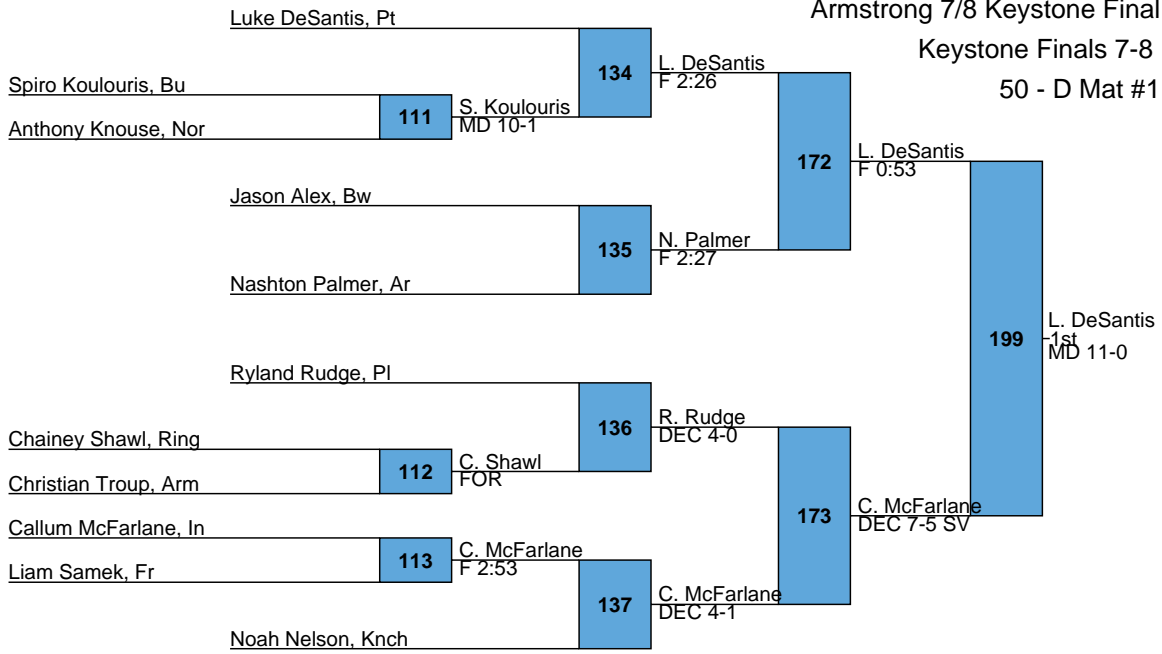 Armstrong 7/8 Keystone Final
Keystone Finals 7-8
50 - D Mat #1
Luke DeSantis, Pt
134
L. DeSantis
F 2:26
Spiro Koulouris, Bu
111
S. Koulouris
MD 10-1
Anthony Knouse, Nor
172
L. DeSantis
F 0:53
Jason Alex, Bw
135
N. Palmer
F 2:27
Nashton Palmer, Ar
199
L. DeSantis
1st
MD 11-0
Ryland Rudge, Pl
136
R. Rudge
DEC 4-0
Chainey Shawl, Ring
112
C. Shawl
FOR
Christian Troup, Arm
173
C. McFarlane
DEC 7-5 SV
Callum McFarlane, In
113
C. McFarlane
F 2:53
Liam Samek, Fr
137
C. McFarlane
DEC 4-1
Noah Nelson, Knch